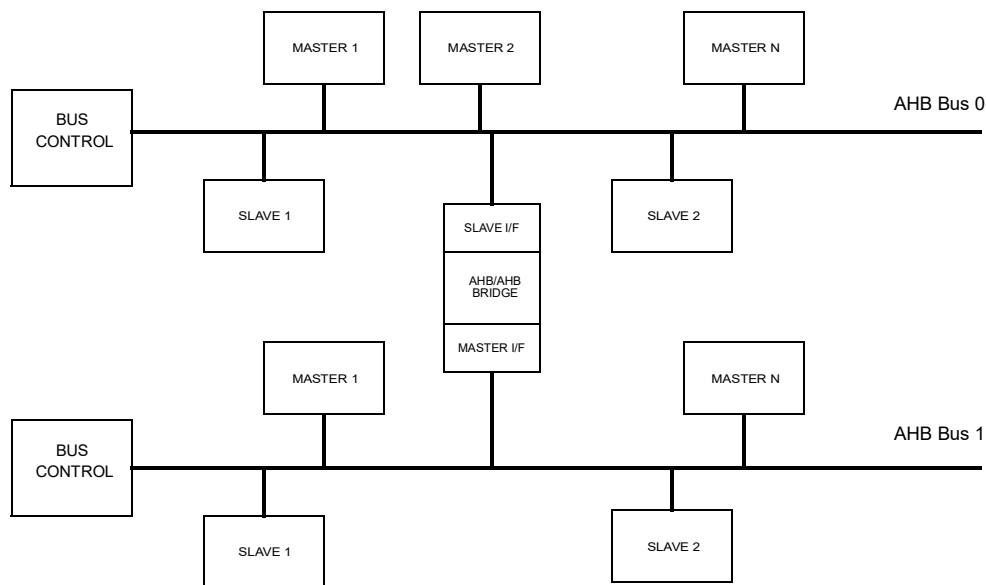 MASTER 1
MASTER 2
MASTER N
AHB Bus 0
BUS
CONTROL
SLAVE 1
SLAVE I/F
SLAVE 2
AHB/AHB
BRIDGE
MASTER I/F
MASTER 1
MASTER N
AHB Bus 1
BUS
CONTROL
SLAVE 1
SLAVE 2